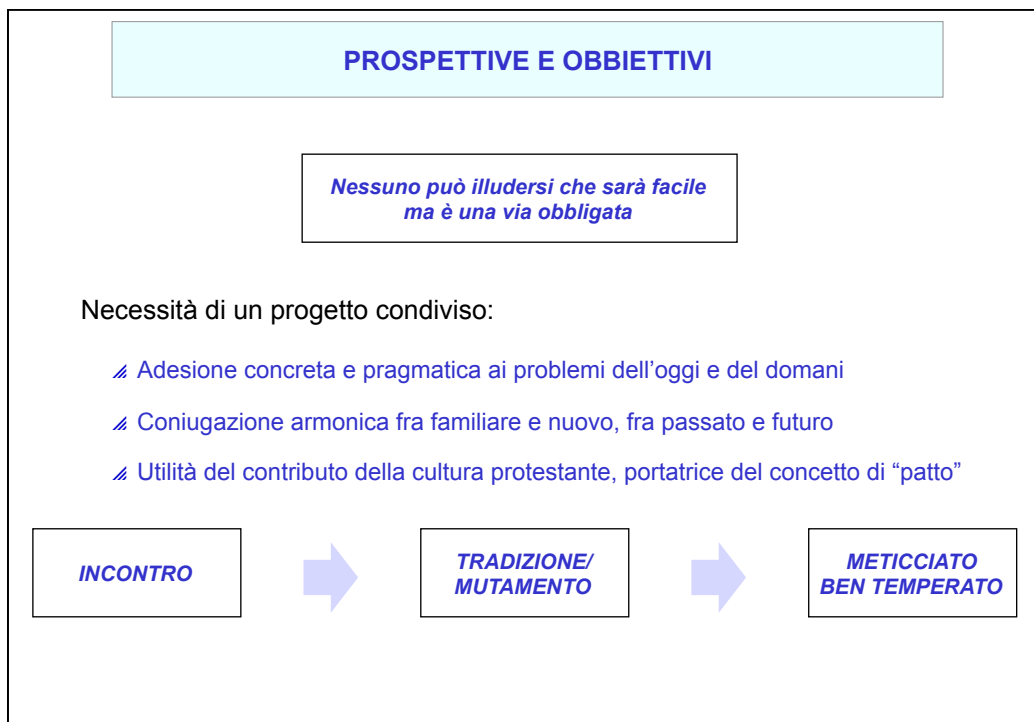 PROSPETTIVE E OBBIETTIVI
Nessuno può illudersi che sarà facile
ma è una via obbligata
Necessità di un progetto condiviso:
Adesione concreta e pragmatica ai problemi dell’oggi e del domani
Coniugazione armonica fra familiare e nuovo, fra passato e futuro
Utilità del contributo della cultura protestante, portatrice del concetto di “patto”
INCONTRO
TRADIZIONE/
MUTAMENTO
METICCIATO
BEN TEMPERATO